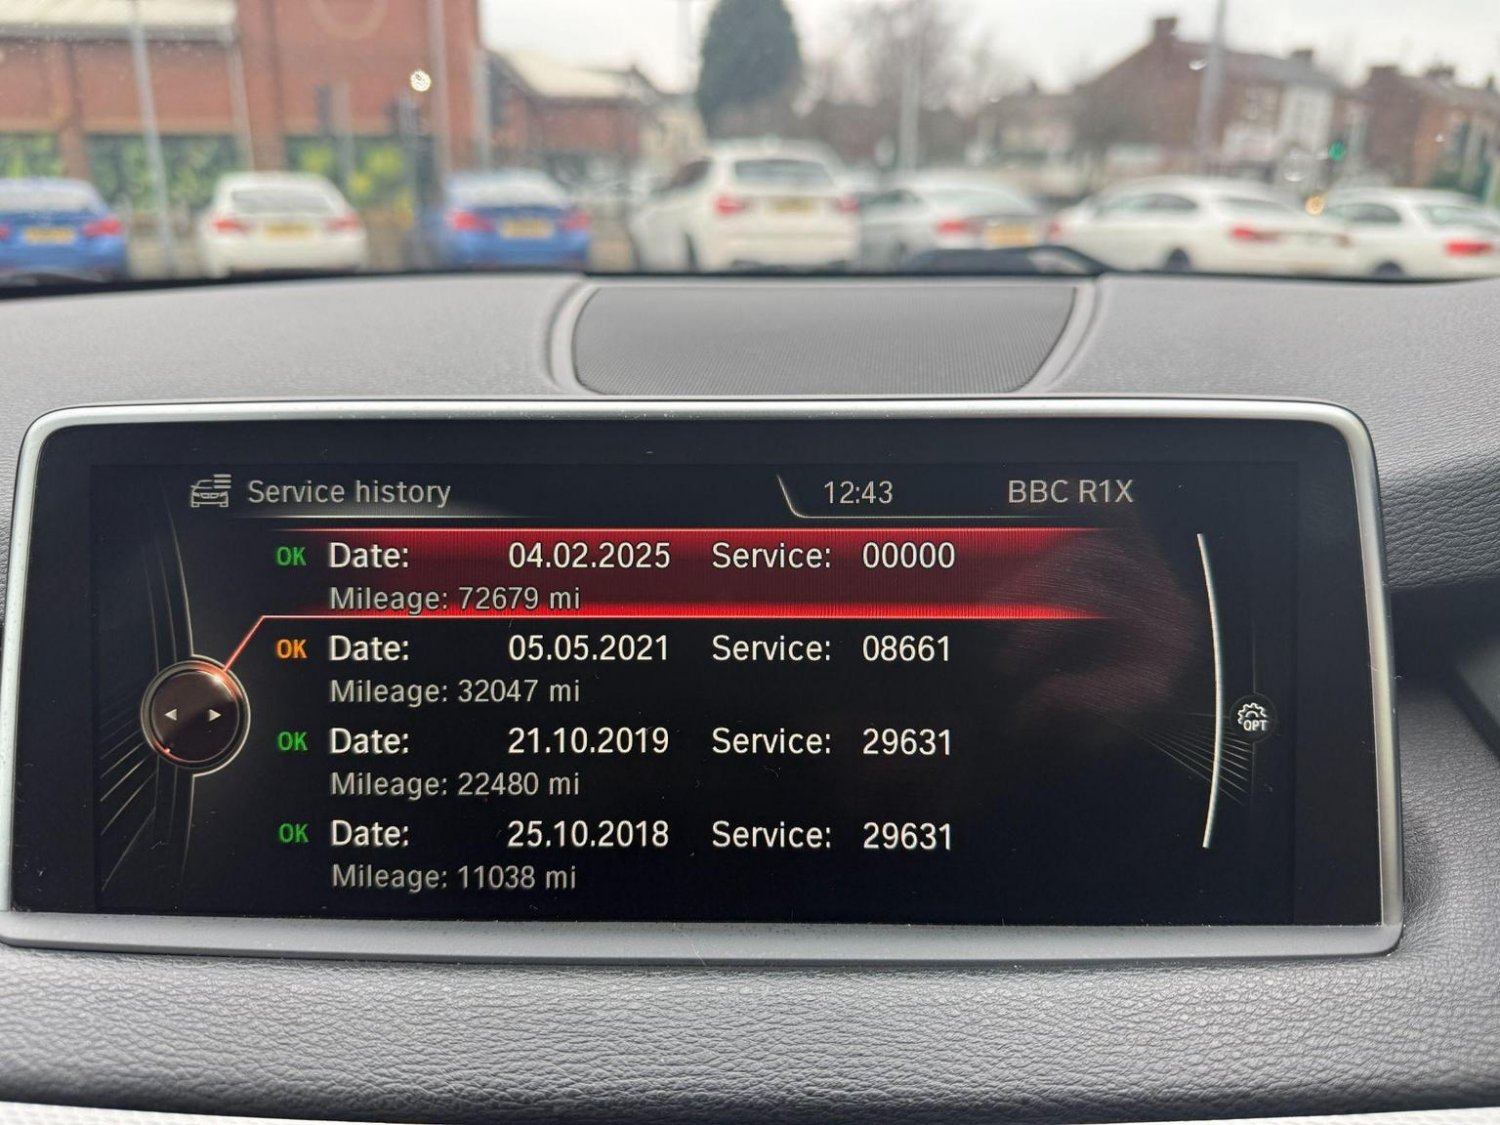 Service history 12:43 BBC R1X
OK Date: 04.02.2025 Service: 00000
Mileage: 72679 mi
OK Date: 05.05.2021 Service: 08661
Mileage: 32047 mi
OK Date: 21.10.2019 Service: 29631
Mileage: 22480 mi
OPT
OK Date: 25.10.2018 Service: 29631
Mileage: 11038 mi